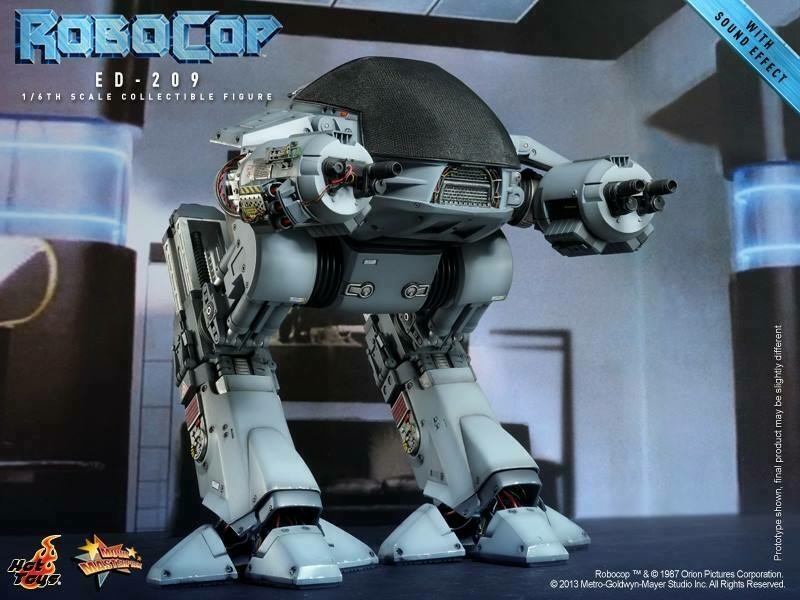 ROBOCOP
ED-209
1/6TH SCALE COLLECTIBLE FIGURE
WITH
SOUND EFFECT
Prototype shown, final product may be slightly different
Hot
Toys
Movie
Masterpiece
Robocop ™ & © 1987 Orion Pictures Corporation.
© 2013 Metro-Goldwyn-Mayer Studio Inc. All Rights Reserved.